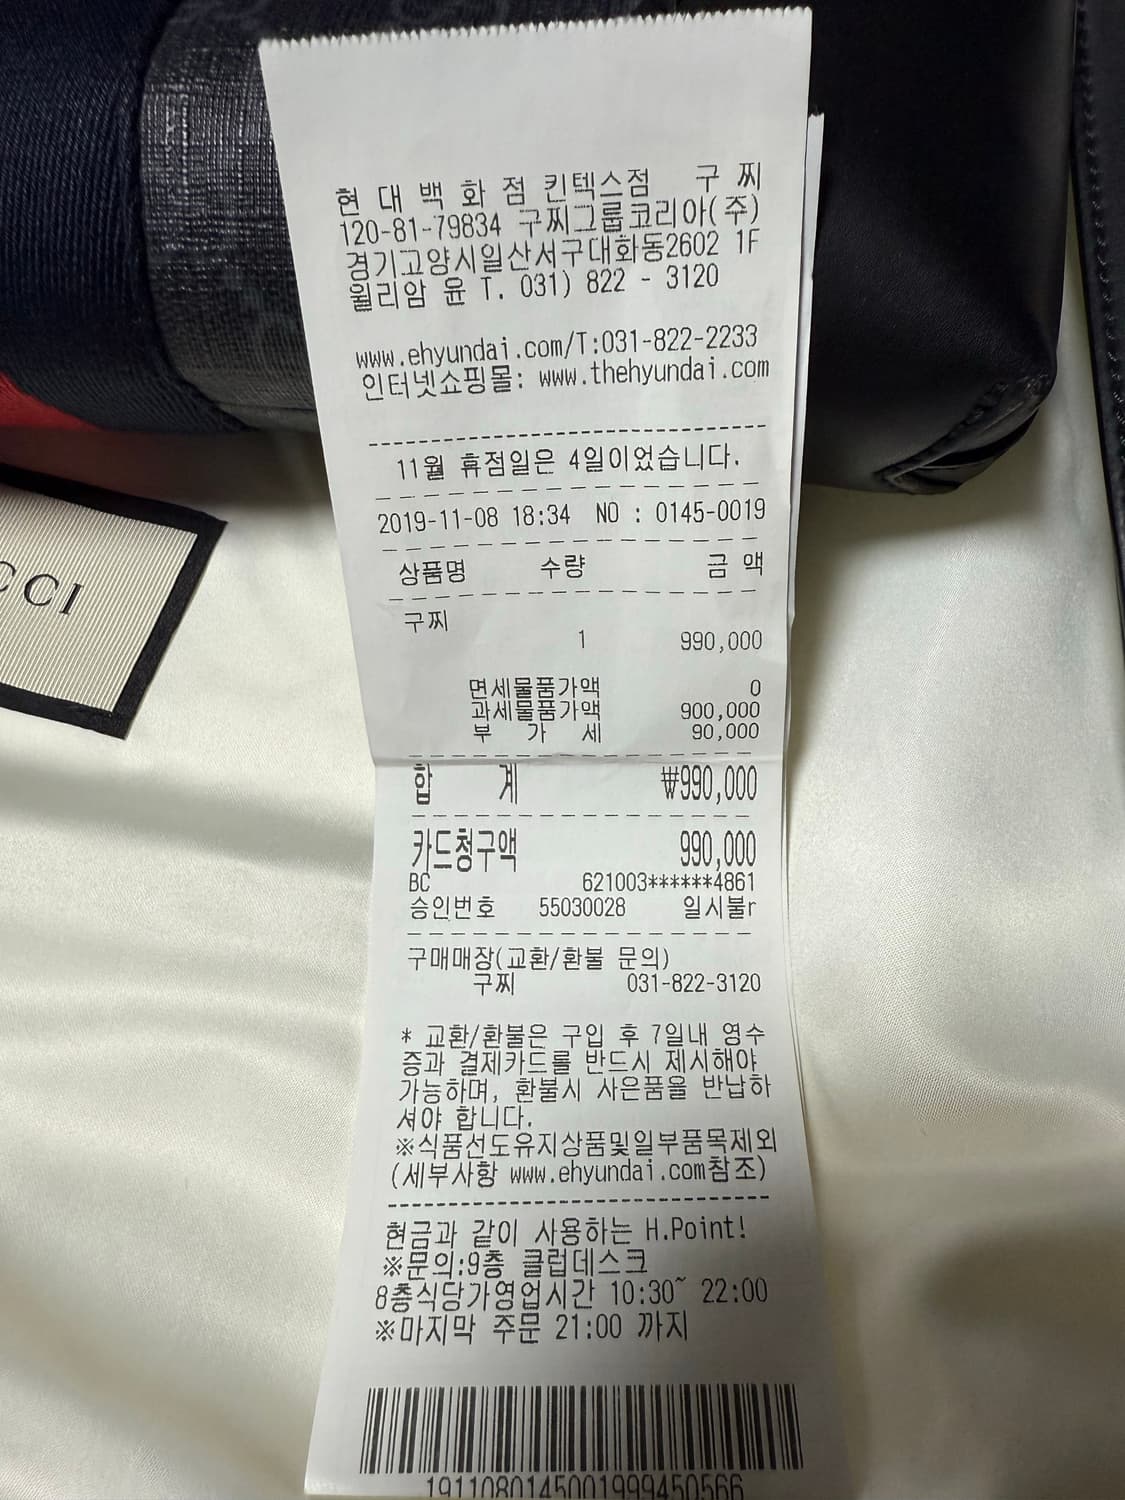 현 대 백 화 점 킨텍스점 구 찌
120-81-79834 구찌그룹코리아(주)
경기고양시일산서구대화동2602 1F
윌리암 윤 T. 031) 822 - 3120
www.ehyundai.com/T:031-822-2233
인터넷쇼핑몰: www.thehyundai.com
11월 휴점일은 4일이었습니다.
2019-11-08 18:34 NO : 0145-0019
상품명 수량 금 액
구찌
1 990,000
면세물품가액 0
과세물품가액 900,000
부 가 세 90,000
합 계 ₩990,000
카드청구액 990,000
BC 621003******4861
승인번호 55030028 일시불r
구매매장(교환/환불 문의)
구찌 031-822-3120
* 교환/환불은 구입 후 7일내 영수
증과 결제카드를 반드시 제시해야
가능하며, 환불시 사은품을 반납하
셔야 합니다.
※식품선도유지상품및일부품목제외
(세부사항 www.ehyundai.com참조)
현금과 같이 사용하는 H.Point!
※문의:9층 클럽데스크
8층식당가영업시간 10:30~ 22:00
※마지막 주문 21:00 까지
1911080145001999450566
CCI